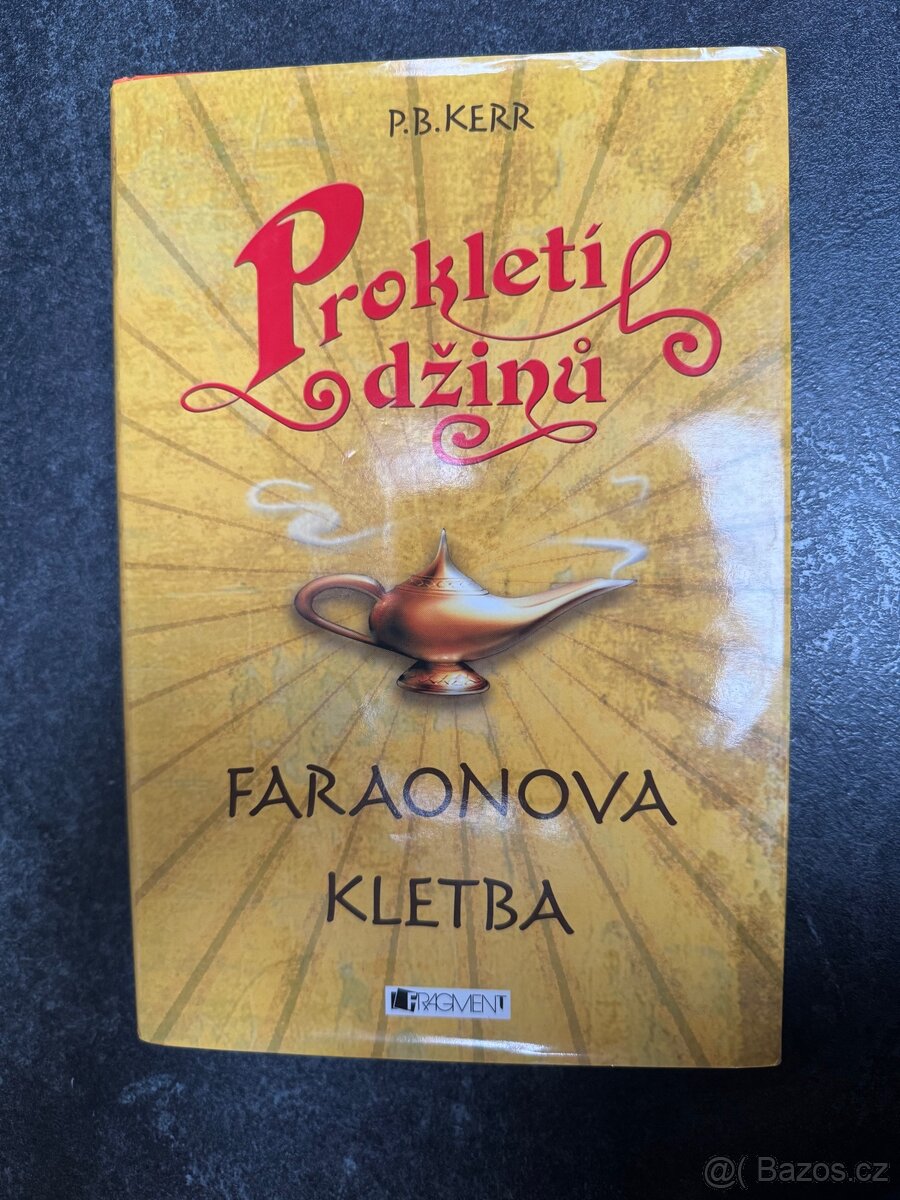 P.B.KERR
Prokletí
džinů
FARAONOVA
KLETBA
FRAGMENT
@( Bazos.cz